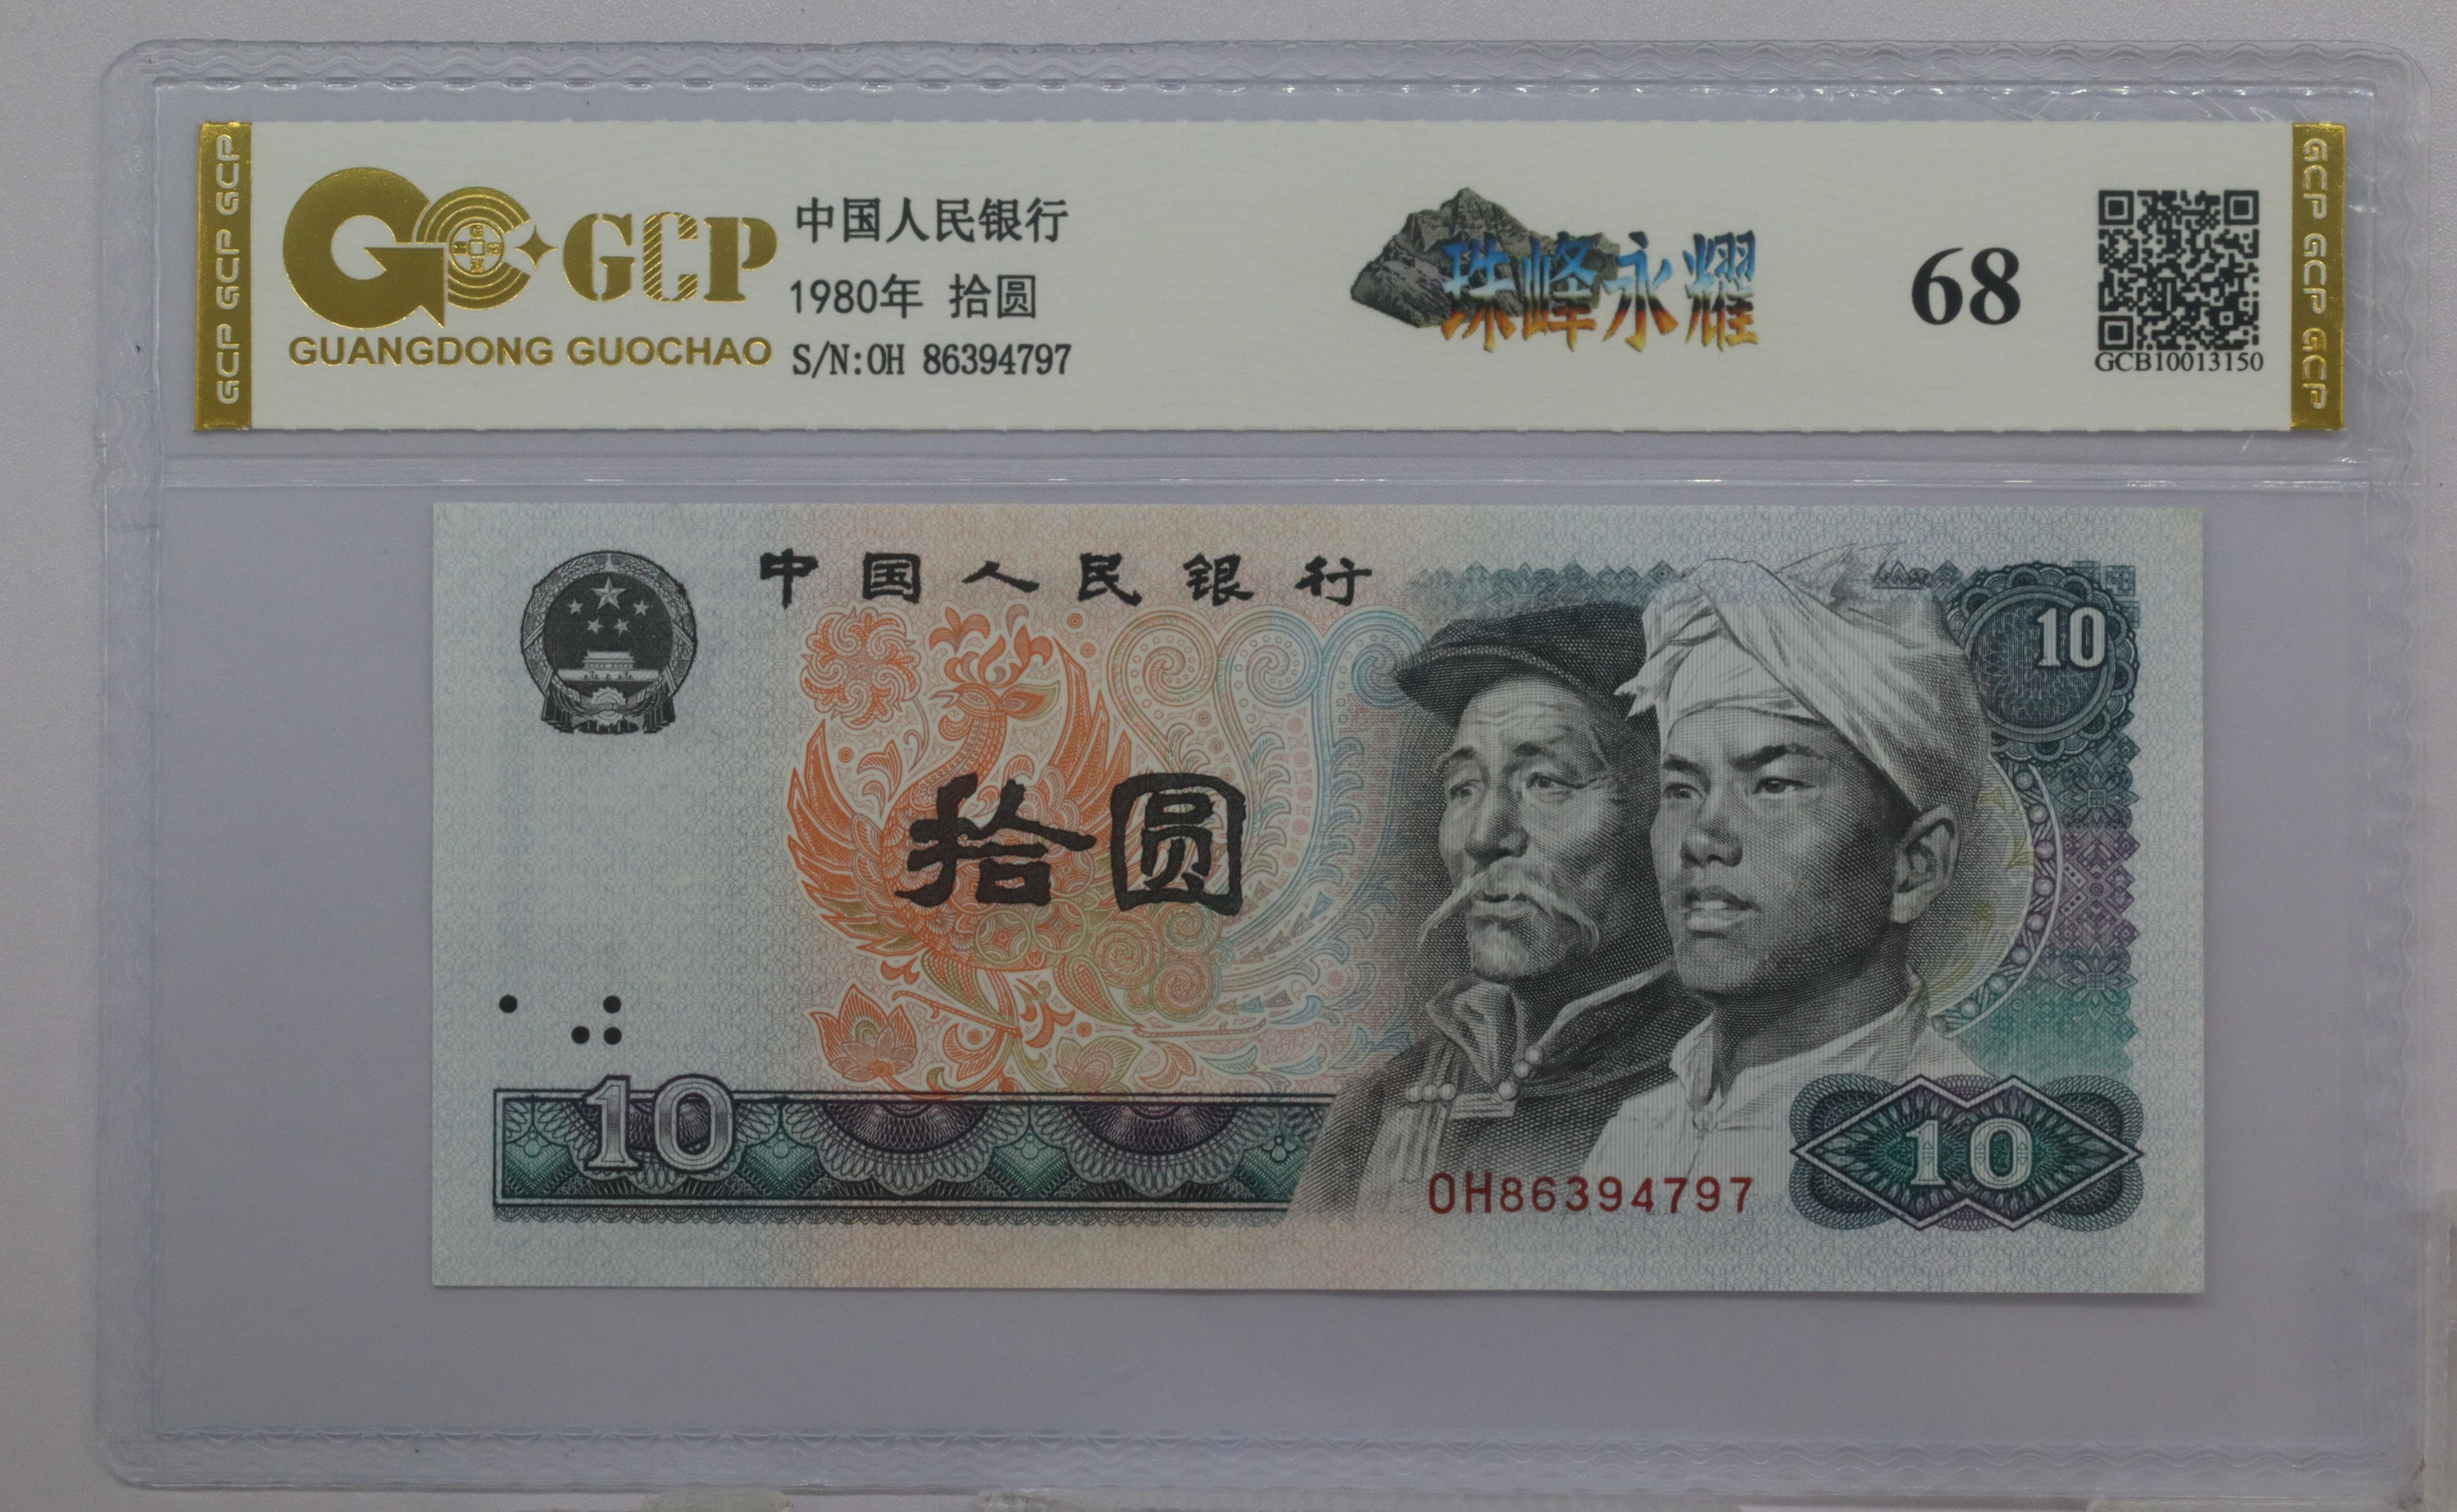 GCP GCP GCP
GCP
GUANGDONG GUOCHAO
中国人民银行
1980年 拾圆
S/N:OH 86394797
珠峰永耀
68
GCB10013150
GCP GCP GCP
中国人民银行
10
拾圆
10
OH86394797
10